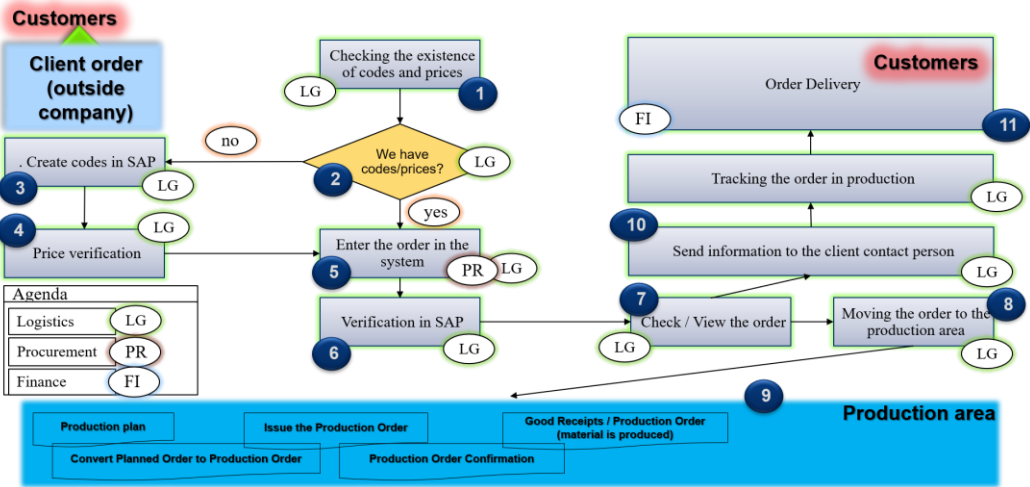 Customers
Client order
(outside
company)
Checking the existence
of codes and prices
LG
1
Customers
Order Delivery
FI
11
no
We have
codes/prices?
LG
2
. Create codes in SAP
LG
3
Tracking the order in production
LG
yes
4
LG
Price verification
Enter the order in the
system
PR
LG
5
10
Send information to the client contact person
LG
Agenda
Logistics
LG
Procurement
PR
Finance
FI
Verification in SAP
LG
6
7
Check / View the order
LG
8
Moving the order to the
production area
LG
9
Production area
Production plan
Issue the Production Order
Good Receipts / Production Order
(material is produced)
Convert Planned Order to Production Order
Production Order Confirmation